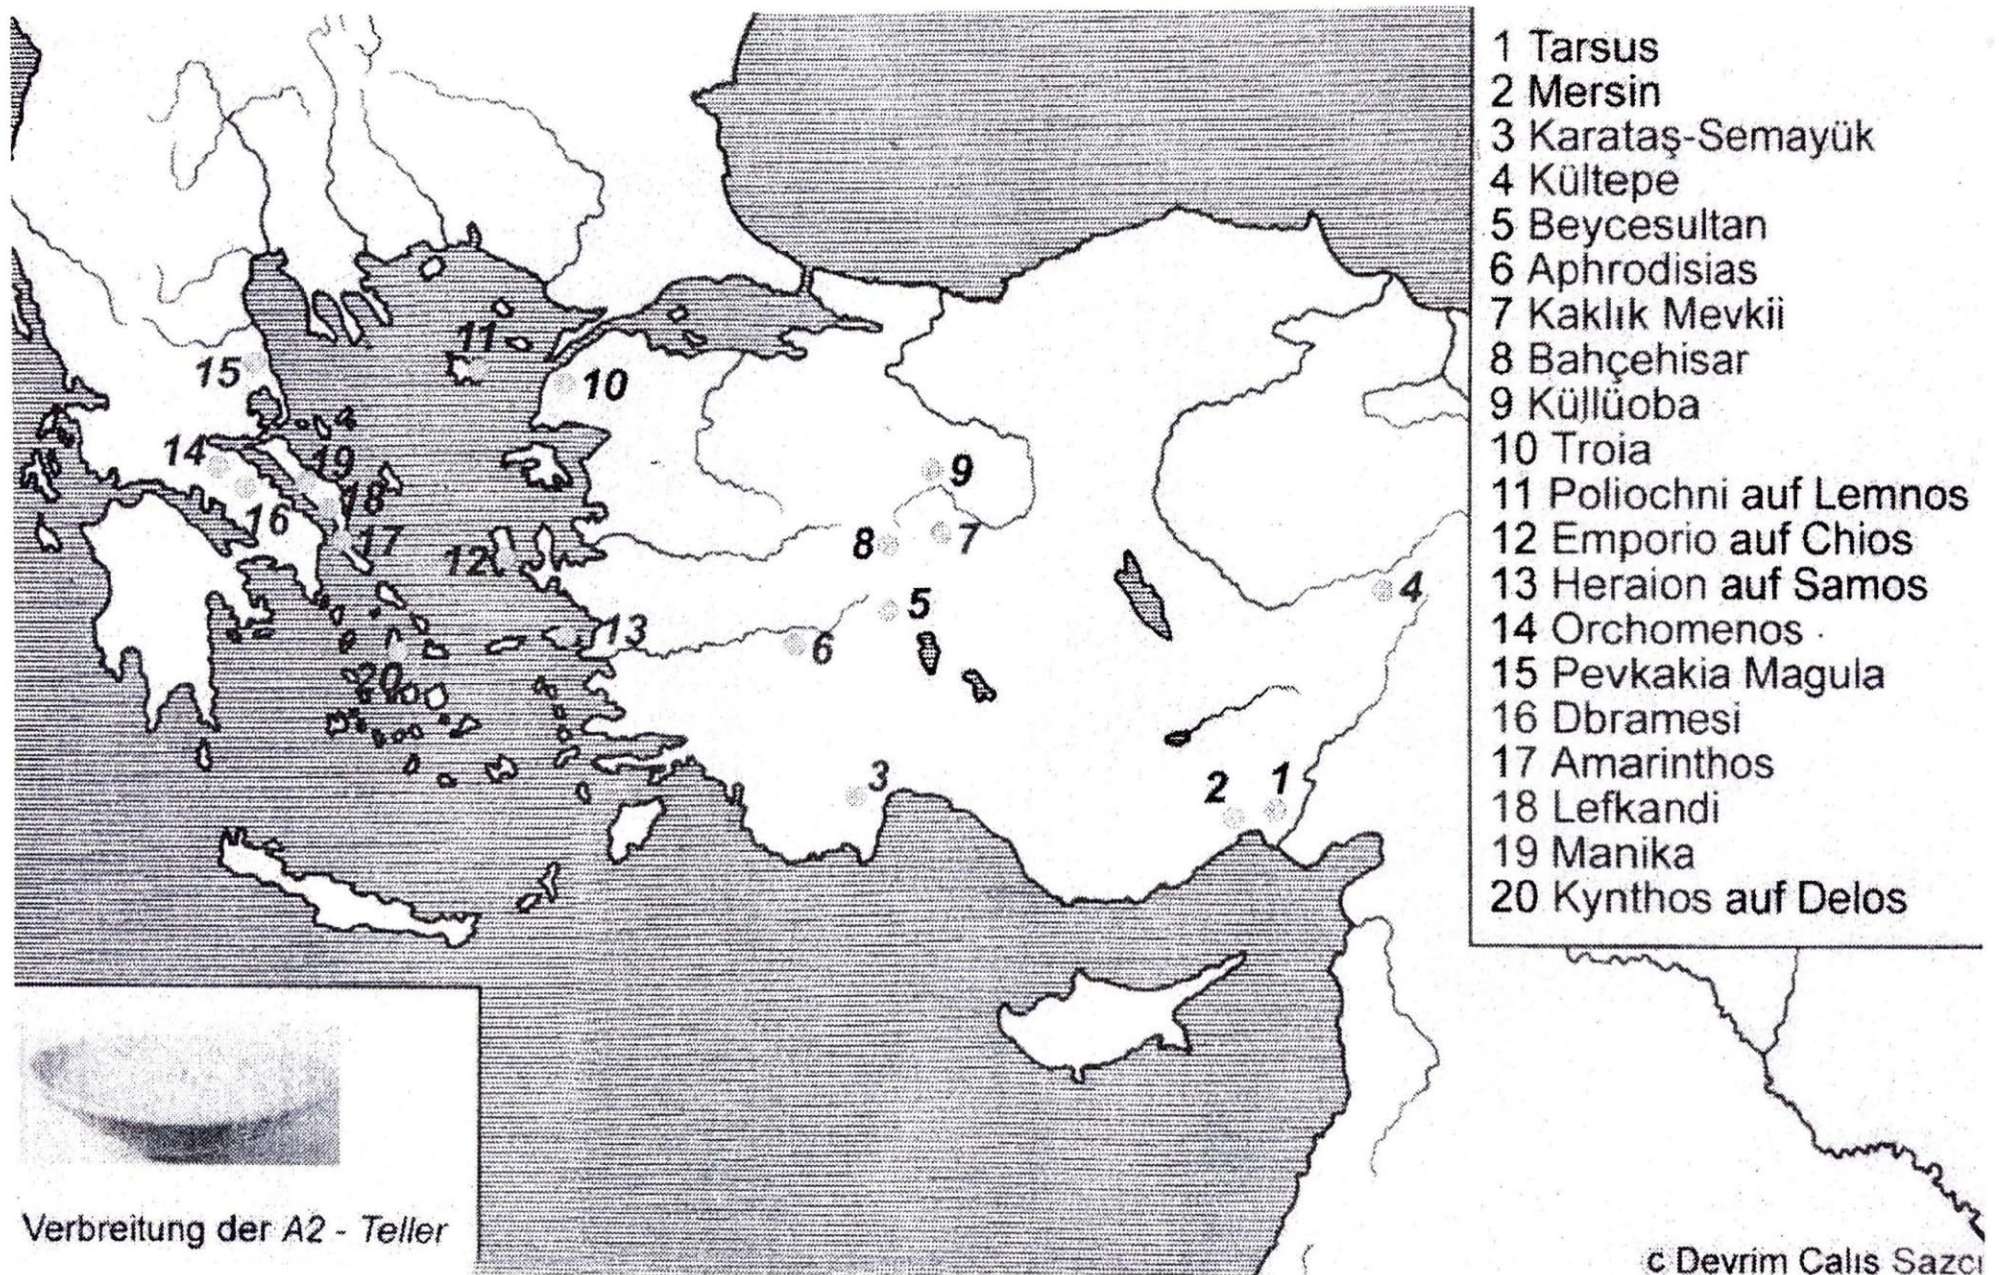 1 Tarsus
2 Mersin
3 Karataş-Semayük
4 Kültepe
5 Beycesultan
6 Aphrodisias
7 Kaklık Mevkii
8 Bahçehisar
9 Küllüoba
10 Troia
11 Poliochni auf Lemnos
12 Emporio auf Chios
13 Heraion auf Samos
14 Orchomenos
15 Pevkakia Magula
16 Dbramesi
17 Amarinthos
18 Lefkandi
19 Manika
20 Kynthos auf Delos
11
15
10
14
19
9
18
16
17
8
7
12
4
5
13
6
20
3
2
1
Verbreitung der A2 - Teller
c Devrim Calıs Sazcı